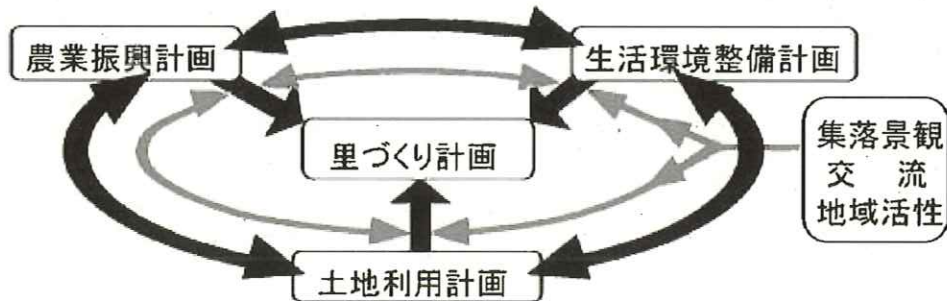 農業振興計画
生活環境整備計画
里づくり計画
集落景観
交　流
地域活性
土地利用計画